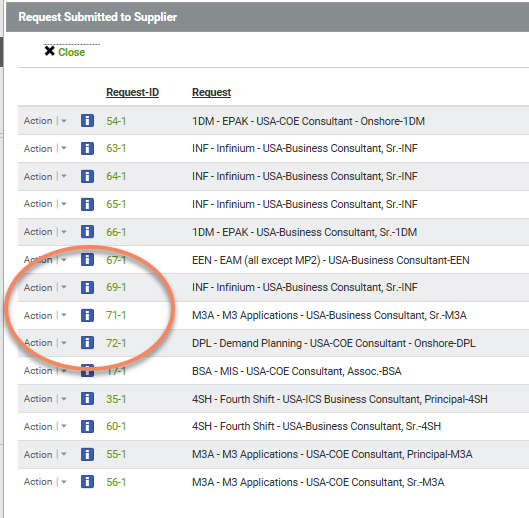 Request Submitted to Supplier
Close
Request-ID Request
Action 54-1 1DM - EPAK - USA-COE Consultant - Onshore-1DM
Action 63-1 INF - Infinium - USA-Business Consultant, Sr.-INF
Action 64-1 INF - Infinium - USA-Business Consultant, Sr.-INF
Action 65-1 INF - Infinium - USA-Business Consultant, Sr.-INF
Action 66-1 1DM - EPAK - USA-Business Consultant, Sr.-1DM
Action 67-1 EEN - EAM (all except MP2) - USA-Business Consultant-EEN
Action 69-1 INF - Infinium - USA-Business Consultant, Sr.-INF
Action 71-1 M3A - M3 Applications - USA-Business Consultant, Sr.-M3A
Action 72-1 DPL - Demand Planning - USA-COE Consultant - Onshore-DPL
Action 17-1 BSA - MIS - USA-COE Consultant, Assoc.-BSA
Action 35-1 4SH - Fourth Shift - USA-ICS Business Consultant, Principal-4SH
Action 60-1 4SH - Fourth Shift - USA-Business Consultant, Sr.-4SH
Action 55-1 M3A - M3 Applications - USA-COE Consultant, Principal-M3A
Action 56-1 M3A - M3 Applications - USA-COE Consultant, Sr.-M3A